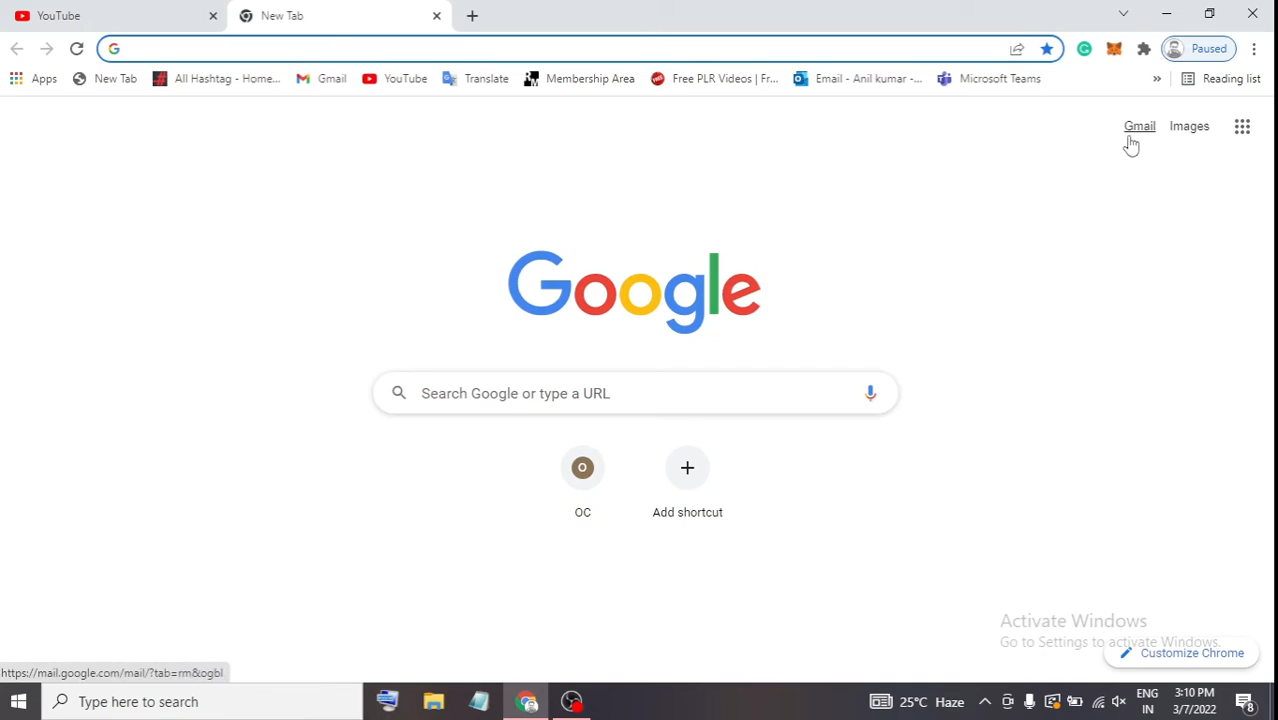 YouTube
New Tab
Paused
Apps
New Tab
All Hashtag - Home...
Gmail
YouTube
Translate
Membership Area
Free PLR Videos | Fr...
Email - Anil kumar -...
Microsoft Teams
»
Reading list
Gmail
Images
Google
Search Google or type a URL
O
OC
Add shortcut
Activate Windows
Go to Settings to activate Windows.
Customize Chrome
https://mail.google.com/mail/?tab=rm&ogbl
Type here to search
25°C Haze
ENG
IN
3:10 PM
3/7/2022
8